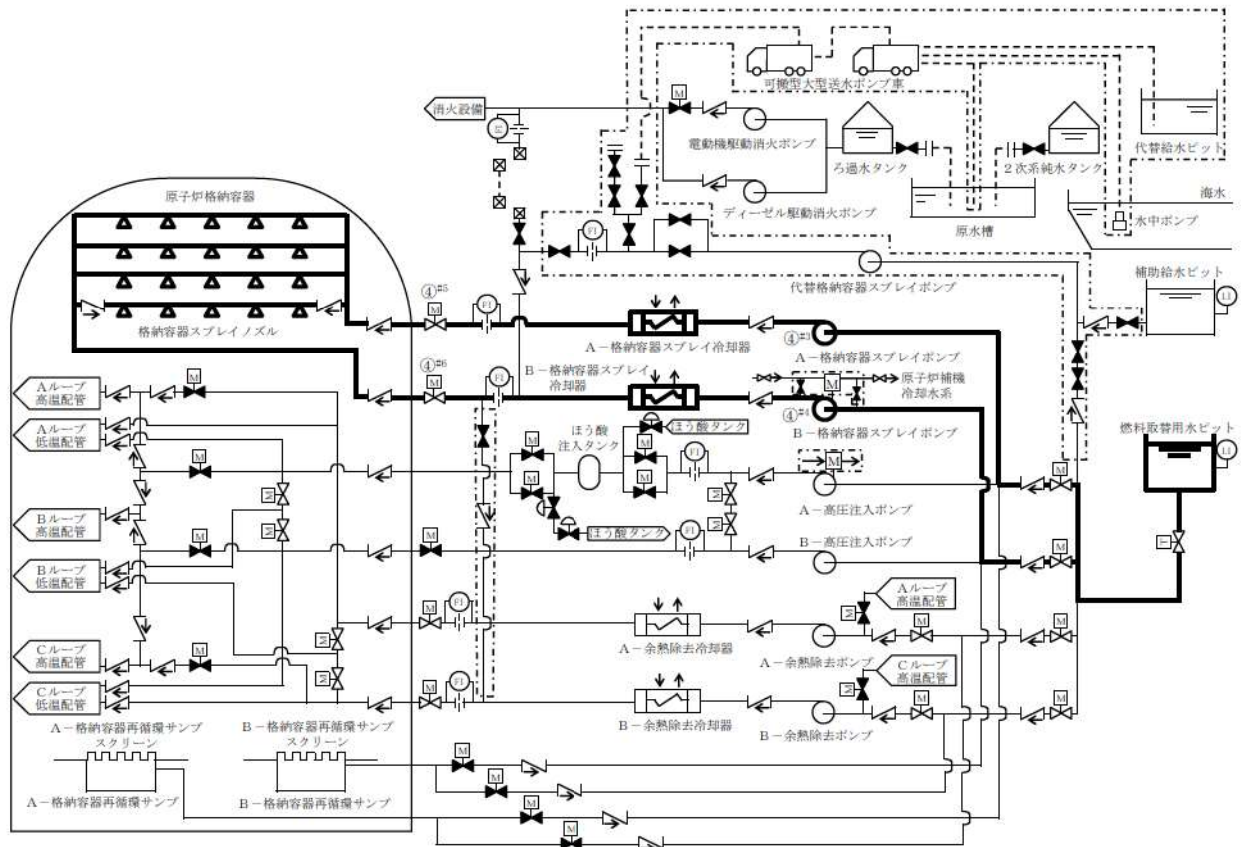 可搬型大型送水ポンプ車
M
消火設備
FI
電動機駆動消火ポンプ
ろ過水タンク
2次系純水タンク
代替給水ピット
原子炉格納容器
海水
ディーゼル駆動消火ポンプ
原水槽
水中ポンプ
FI
代替格納容器スプレイポンプ
補助給水ピット
LI
④#5
M
FI
格納容器スプレイノズル
A-格納容器スプレイ冷却器
④#3
A-格納容器スプレイポンプ
④#6
M
FI
B-格納容器スプレイ
冷却器
M
原子炉補機
冷却水系
④#4
B-格納容器スプレイポンプ
Aループ
高温配管
M
Aループ
低温配管
ほう酸
注入タンク
ほう酸タンク
燃料取替用水ピット
LI
M
M
M
FI
M
M
M
M
M
M
A-高圧注入ポンプ
Bループ
高温配管
M
M
M
ほう酸タンク
FI
M
B-高圧注入ポンプ
M
T
Bループ
低温配管
Aループ
高温配管
M
M
FI
M
M
M
A-余熱除去冷却器
A-余熱除去ポンプ
Cループ
高温配管
M
M
Cループ
高温配管
Cループ
低温配管
M
FI
M
M
M
B-余熱除去冷却器
B-余熱除去ポンプ
A-格納容器再循環サンプ
スクリーン
B-格納容器再循環サンプ
スクリーン
M
M
A-格納容器再循環サンプ
B-格納容器再循環サンプ
M
M